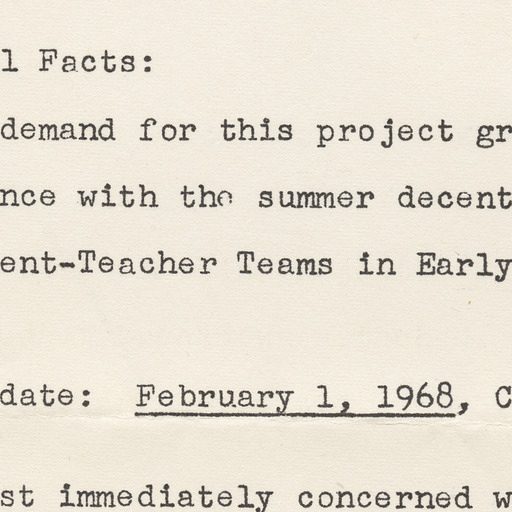 l Facts:
demand for this project gr
nce with the summer decent
ent-Teacher Teams in Early
date: February 1, 1968, C
st immediately concerned w